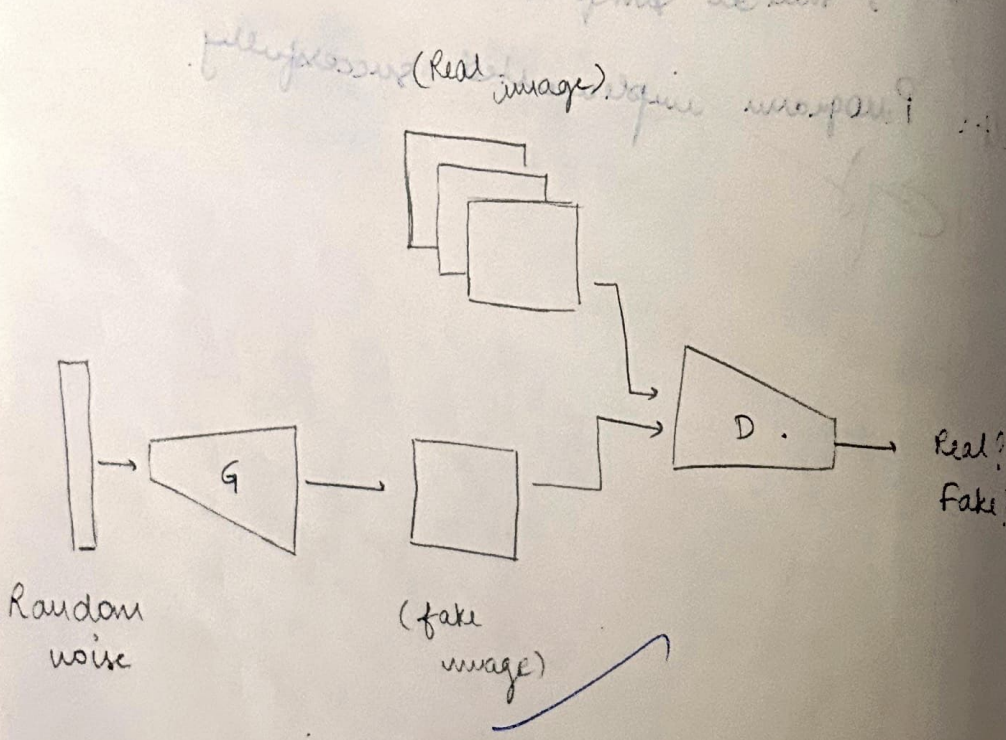 (Real
image)
G
D .
Real?
Fake
Random
noise
(fake
image)